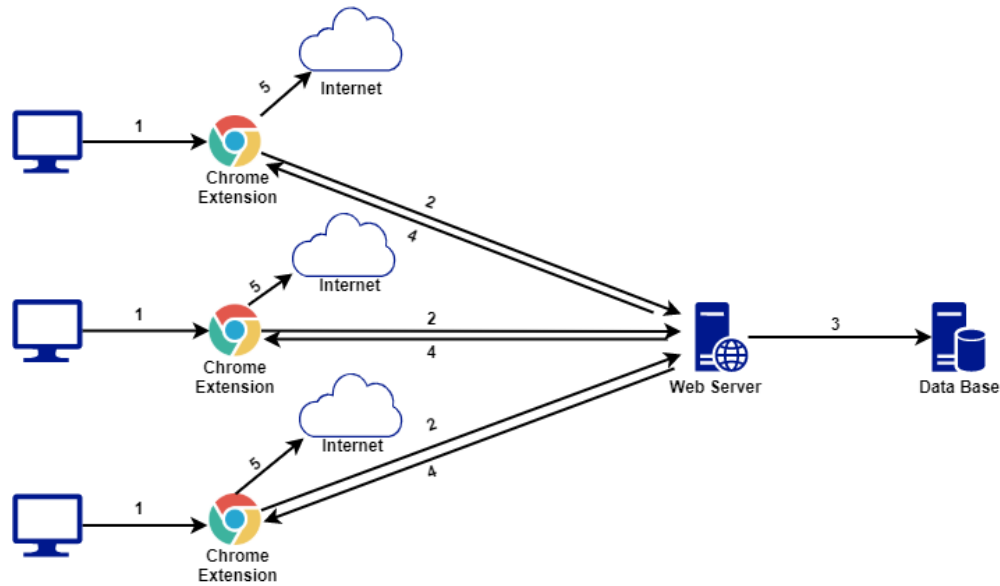 5
Internet
1
Chrome
Extension
2
4
5
Internet
1
Chrome
Extension
2
4
3
Web Server
Data Base
5
Internet
2
4
1
Chrome
Extension